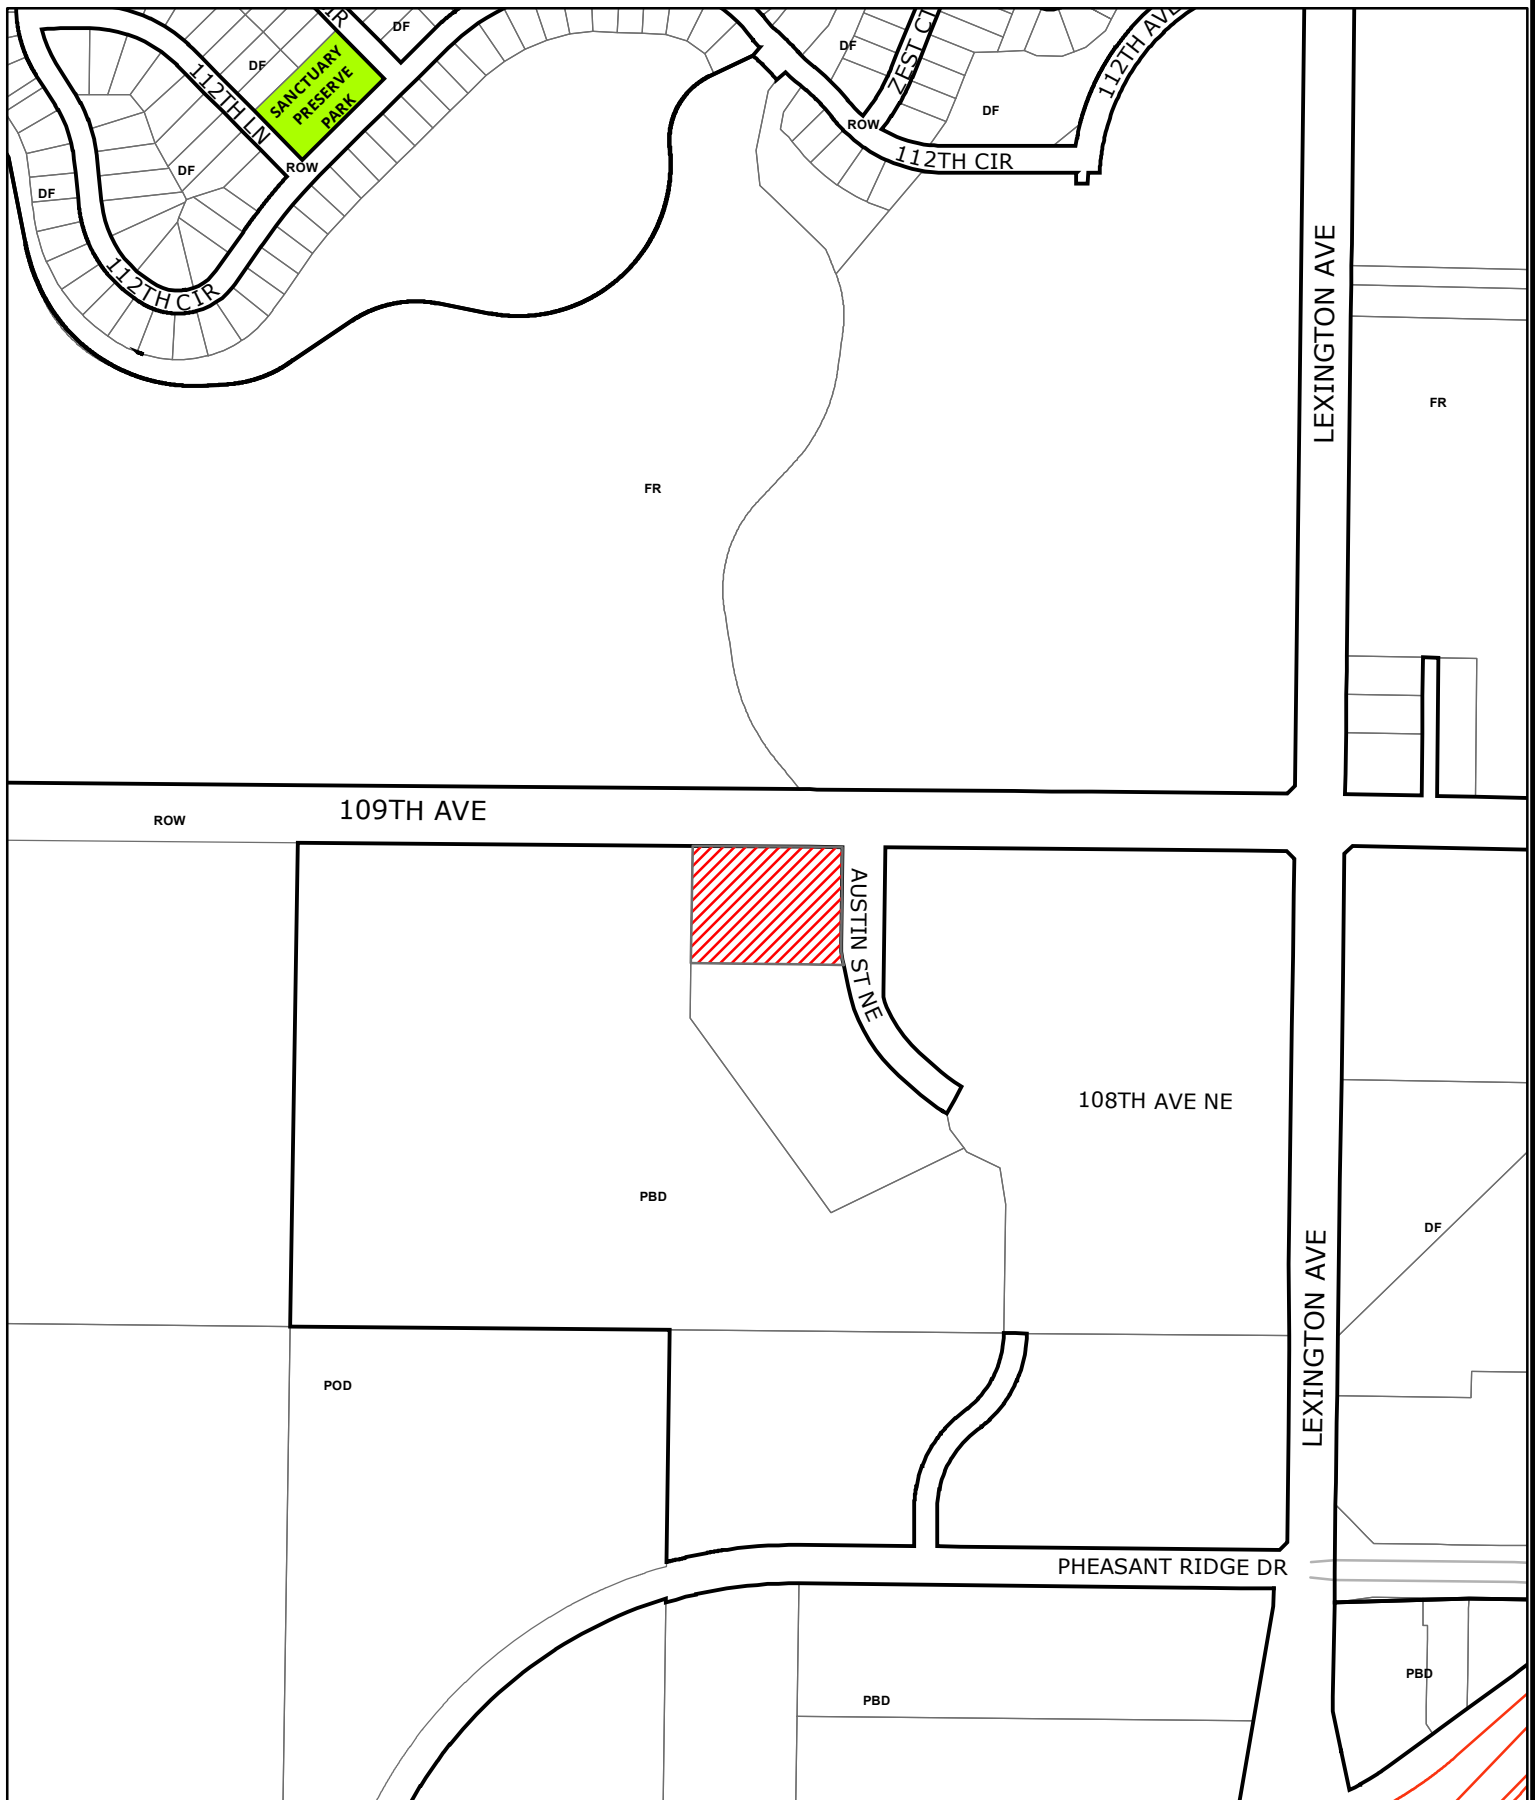 IR
DF
DF
SANCTUARY
PRESERVE
PARK
112TH LN
ROW
DF
DF
112TH CIR
DF
ZEST CT
ROW
112TH CIR
DF
112TH AVE
LEXINGTON AVE
FR
FR
109TH AVE
ROW
AUSTIN ST NE
108TH AVE NE
PBD
DF
LEXINGTON AVE
POD
PHEASANT RIDGE DR
PBD
PBD